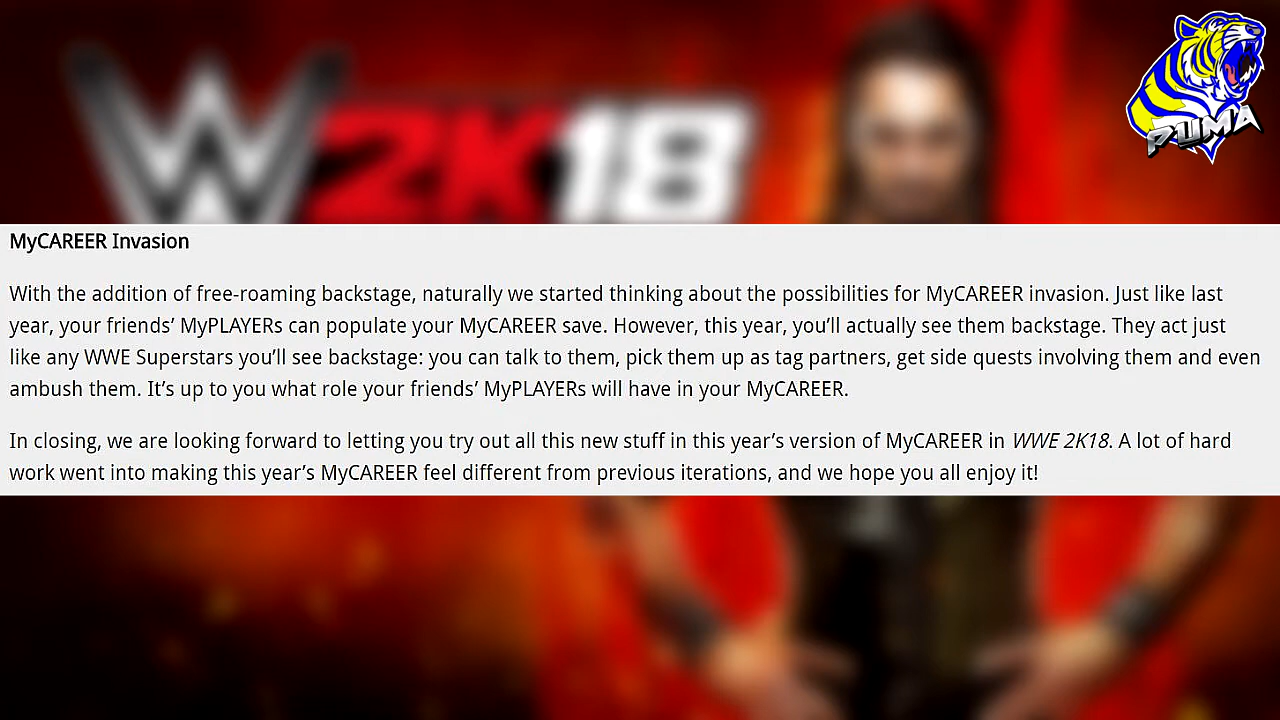 W 2K18
PUMA
MyCAREER Invasion
With the addition of free-roaming backstage, naturally we started thinking about the possibilities for MyCAREER invasion. Just like last
year, your friends’ MyPLAYERs can populate your MyCAREER save. However, this year, you’ll actually see them backstage. They act just
like any WWE Superstars you’ll see backstage: you can talk to them, pick them up as tag partners, get side quests involving them and even
ambush them. It’s up to you what role your friends’ MyPLAYERs will have in your MyCAREER.
In closing, we are looking forward to letting you try out all this new stuff in this year’s version of MyCAREER in WWE 2K18. A lot of hard
work went into making this year’s MyCAREER feel different from previous iterations, and we hope you all enjoy it!